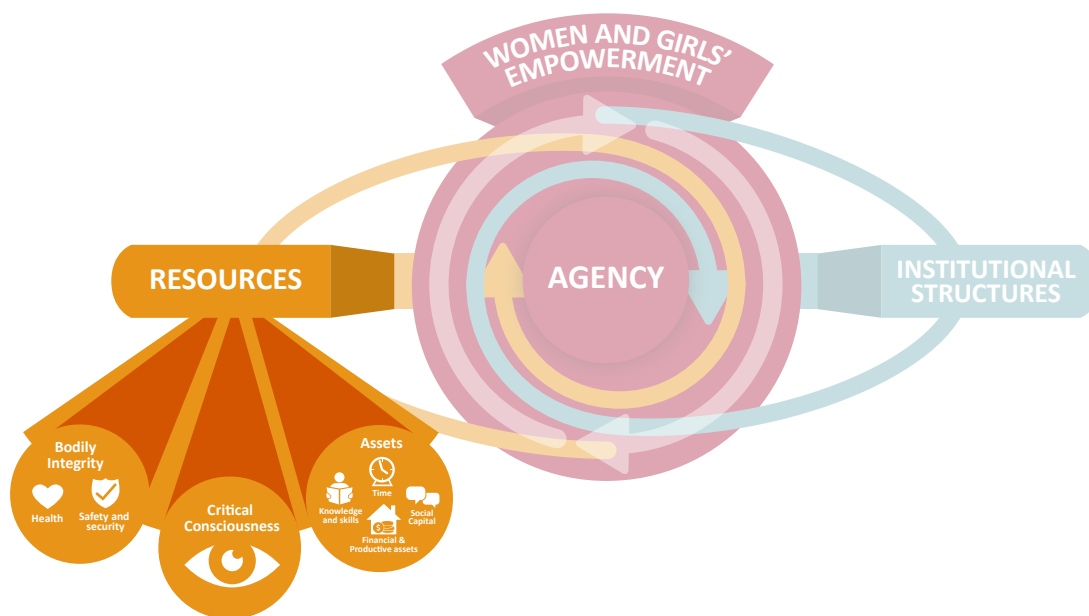 WOMEN AND GIRLS’
EMPOWERMENT
RESOURCES
AGENCY
INSTITUTIONAL
STRUCTURES
Bodily
Integrity
Health
Safety and
security
Critical
Consciousness
Assets
Time
Knowledge
and skills
Social
Capital
Financial &
Productive assets